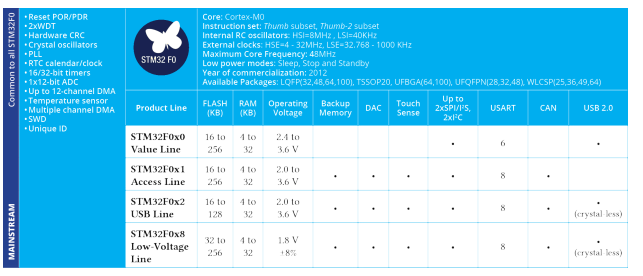 Common to all STM32F0
MAINSTREAM
• Reset POR/PDR
• 2xWDT
• Hardware CRC
• Crystal oscillators
• PLL
• RTC calendar/clock
• 16/32-bit timers
• 1x12-bit ADC
• Up to 12-channel DMA
• Temperature sensor
• Multiple channel DMA
• SWD
• Unique ID
STM32 F0
Core: Cortex-M0
Instruction set: Thumb subset, Thumb-2 subset
Internal RC oscillators: HSI=8MHz , LSI=40KHz
External clocks: HSE=4 - 32MHz, LSE=32.768 - 1000 KHz
Maximum Core Frequency: 48MHz
Low power modes: Sleep, Stop and Standby
Year of commercialization: 2012
Available Packages: LQFP(32,48,64,100), TSSOP20, UFBGA(64,100), UFQFPN(28,32,48), WLCSP(25,36,49,64)
Product Line FLASH (KB) RAM (KB) Operating Voltage Backup Memory DAC Touch Sense Up to 2xSPI/I²S, 2xI²C USART CAN USB 2.0
STM32F0x0 Value Line 16 to 256 4 to 32 2.4 to 3.6 V • 6 •
STM32F0x1 Access Line 16 to 256 4 to 32 2.0 to 3.6 V • • • • 8 •
STM32F0x2 USB Line 16 to 128 4 to 32 2.0 to 3.6 V • • • • 8 • • (crystal-less)
STM32F0x8 Low-Voltage Line 32 to 256 4 to 32 1.8 V ±8% • • • • 8 • • (crystal-less)